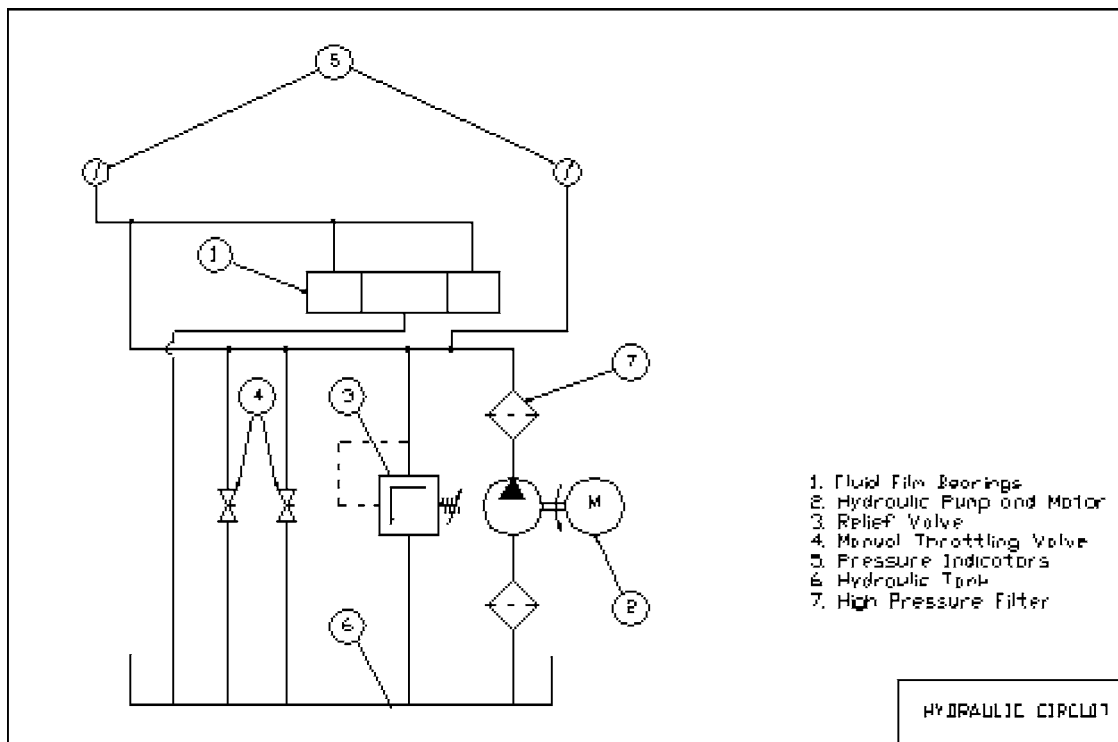 5
1
7
4
3
M
1. Fluid Film Bearings
2. Hydraulic Pump and Motor
3. Relief Valve
4. Manual Throttling Valve
5. Pressure Indicators
6. Hydraulic Tank
7. High Pressure Filter
2
6
HYDRAULIC CIRCUIT